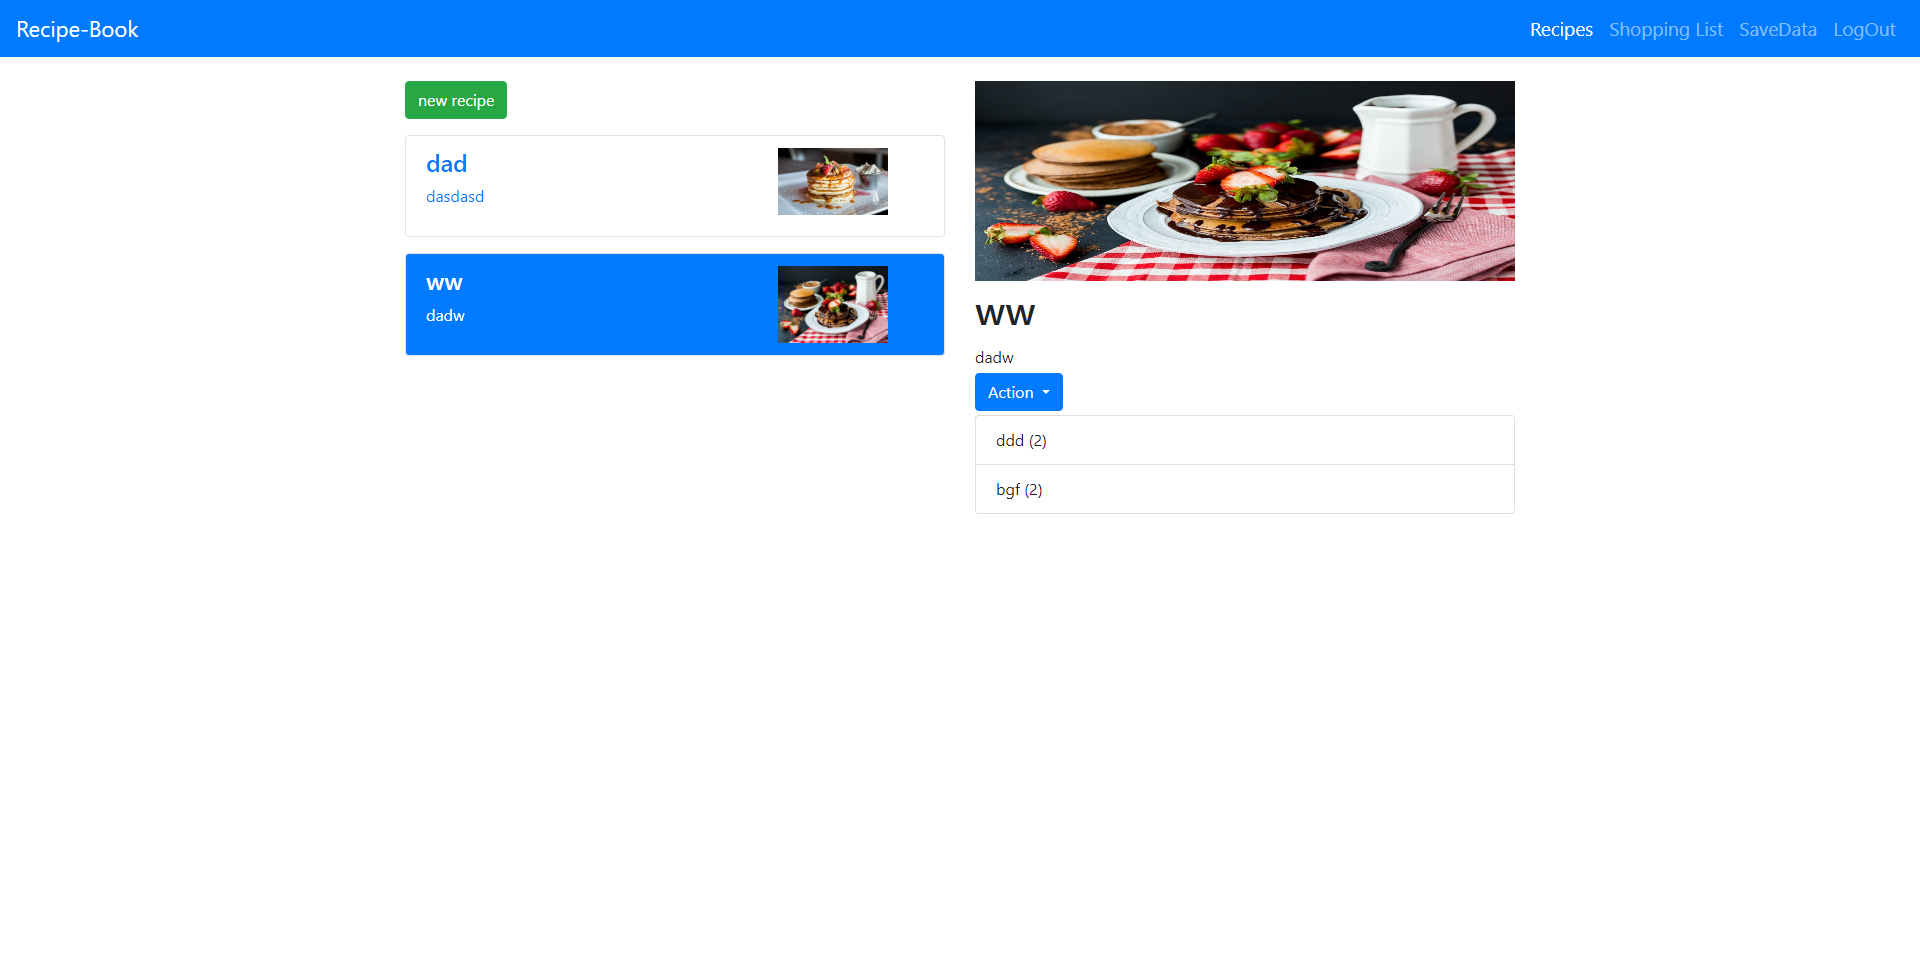 Recipe-Book
Recipes Shopping List SaveData LogOut
new recipe
dad
dasdasd
ww
dadw
ww
dadw
Action
ddd (2)
bgf (2)